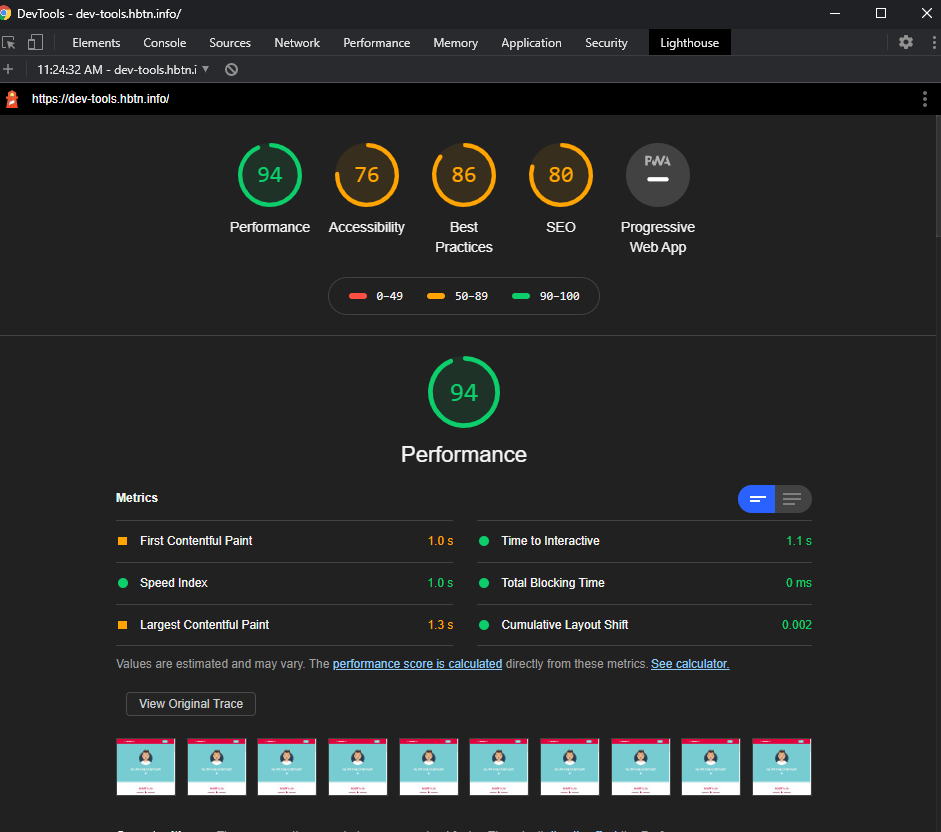 DevTools - dev-tools.hbtn.info/
Elements Console Sources Network Performance Memory Application Security Lighthouse
11:24:32 AM - dev-tools.hbtn.i
https://dev-tools.hbtn.info/
94 76 86 80 PWA
Performance Accessibility Best Practices SEO Progressive Web App
0–49 50–89 90–100
94
Performance
Metrics
First Contentful Paint 1.0 s Time to Interactive 1.1 s
Speed Index 1.0 s Total Blocking Time 0 ms
Largest Contentful Paint 1.3 s Cumulative Layout Shift 0.002
Values are estimated and may vary. The performance score is calculated directly from these metrics. See calculator.
View Original Trace